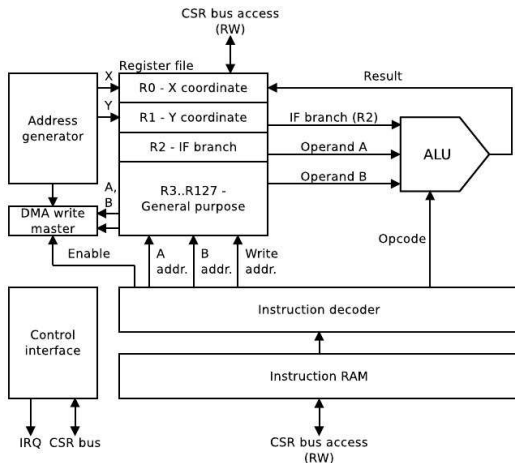 CSR bus access
(RW)
Register file
X
R0 - X coordinate
Result
Y
R1 - Y coordinate
IF branch (R2)
Address
generator
R2 - IF branch
Operand A
ALU
A,
B
R3..R127 -
General purpose
Operand B
DMA write
master
Opcode
Enable
A
addr.
B
addr.
Write
addr.
Control
interface
Instruction decoder
Instruction RAM
IRQ
CSR bus
CSR bus access
(RW)